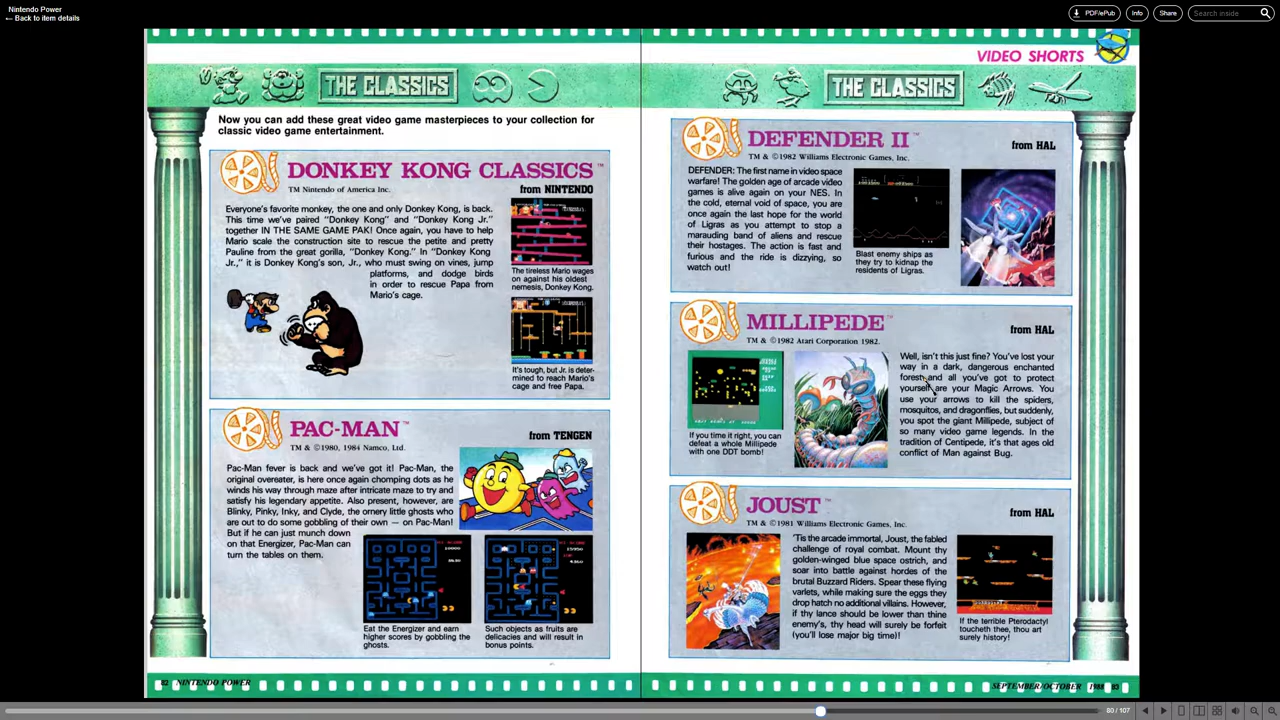 Nintendo Power
← Back to item details
PDF/ePub
Info
Share
Search inside
THE CLASSICS
Now you can add these great video game masterpieces to your collection for
classic video game entertainment.
DONKEY KONG CLASSICS™
TM Nintendo of America Inc.
from NINTENDO
Everyone's favorite monkey, the one and only Donkey Kong, is back.
This time we've paired "Donkey Kong" and "Donkey Kong Jr."
together IN THE SAME GAME PAK! Once again, you have to help
Mario scale the construction site to rescue the petite and pretty
Pauline from the great gorilla, "Donkey Kong." In "Donkey Kong
Jr.," it is Donkey Kong's son, Jr., who must swing on vines, jump
platforms, and dodge birds
in order to rescue Papa from
Mario's cage.
The tireless Mario wages
on against his oldest
nemesis, Donkey Kong.
It's tough, but Jr. is deter-
mined to reach Mario's
cage and free Papa.
PAC-MAN™
from TENGEN
TM & ©1980, 1984 Namco, Ltd.
Pac-Man fever is back and we've got it! Pac-Man, the
original overeater, is here once again chomping dots as he
winds his way through maze after intricate maze to try and
satisfy his legendary appetite. Also present, however, are
Blinky, Pinky, Inky, and Clyde, the ornery little ghosts who
are out to do some gobbling of their own — on Pac-Man!
But if he can just munch down
on that Energizer, Pac-Man can
turn the tables on them.
Eat the Energizer and earn
higher scores by gobbling the
ghosts.
Such objects as fruits are
delicacies and will result in
bonus points.
82 NINTENDO POWER
VIDEO SHORTS
THE CLASSICS
DEFENDER II™
from HAL
TM & ©1982 Williams Electronic Games, Inc.
DEFENDER: The first name in video space
warfare! The golden age of arcade video
games is alive again on your NES. In
the cold, eternal void of space, you are
once again the last hope for the world
of Ligras as you attempt to stop a
marauding band of aliens and rescue
their hostages. The action is fast and
furious and the ride is dizzying, so
watch out!
Blast enemy ships as
they try to kidnap the
residents of Ligras.
MILLIPEDE™
from HAL
TM & ©1982 Atari Corporation 1982.
Well, isn't this just fine? You've lost your
way in a dark, dangerous enchanted
forest and all you've got to protect
yourself are your Magic Arrows. You
use your arrows to kill the spiders,
mosquitos, and dragonflies, but suddenly,
you spot the giant Millipede, subject of
so many video game legends. In the
tradition of Centipede, it's that ages old
conflict of Man against Bug.
If you time it right, you can
defeat a whole Millipede
with one DDT bomb!
JOUST™
from HAL
TM & ©1981 Williams Electronic Games, Inc.
'Tis the arcade immortal, Joust, the fabled
challenge of royal combat. Mount thy
golden-winged blue space ostrich, and
soar into battle against hordes of the
brutal Buzzard Riders. Spear these flying
varlets, while making sure the eggs they
drop hatch no additional villains. However,
if thy lance should be lower than thine
enemy's, thy head will surely be forfeit
(you'll lose major big time)!
If the terrible Pterodactyl
toucheth thee, thou art
surely history!
SEPTEMBER/OCTOBER 1988 83
80 / 107